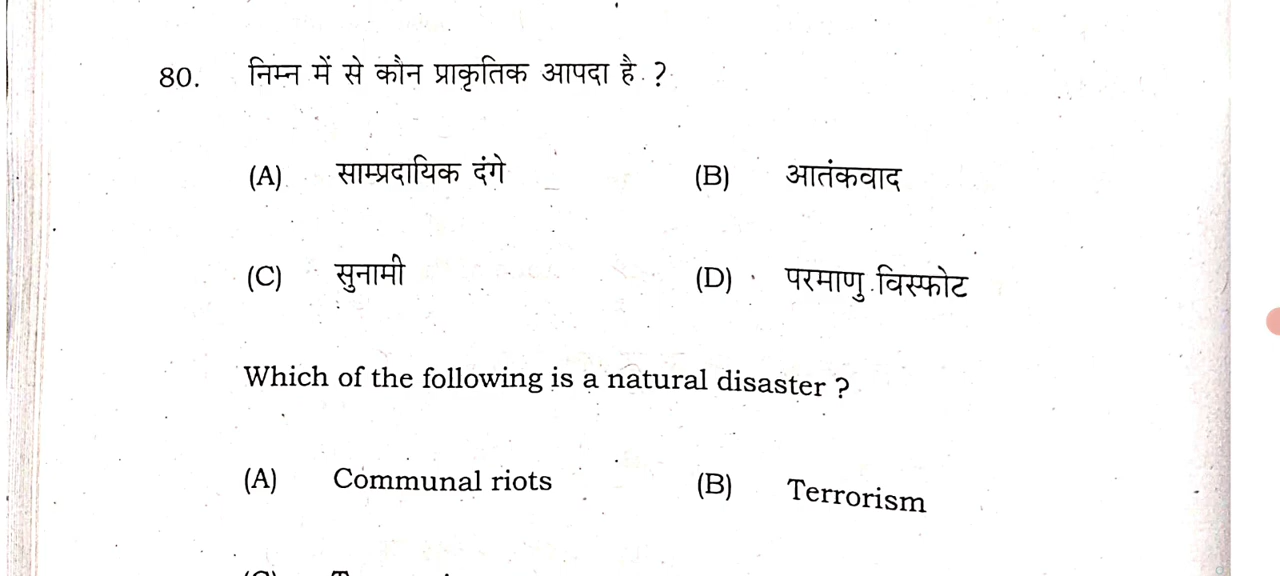 80. निम्न में से कौन प्राकृतिक आपदा है ?
(A) साम्प्रदायिक दंगे (B) आतंकवाद
(C) सुनामी (D) परमाणु विस्फोट
Which of the following is a natural disaster ?
(A) Communal riots (B) Terrorism